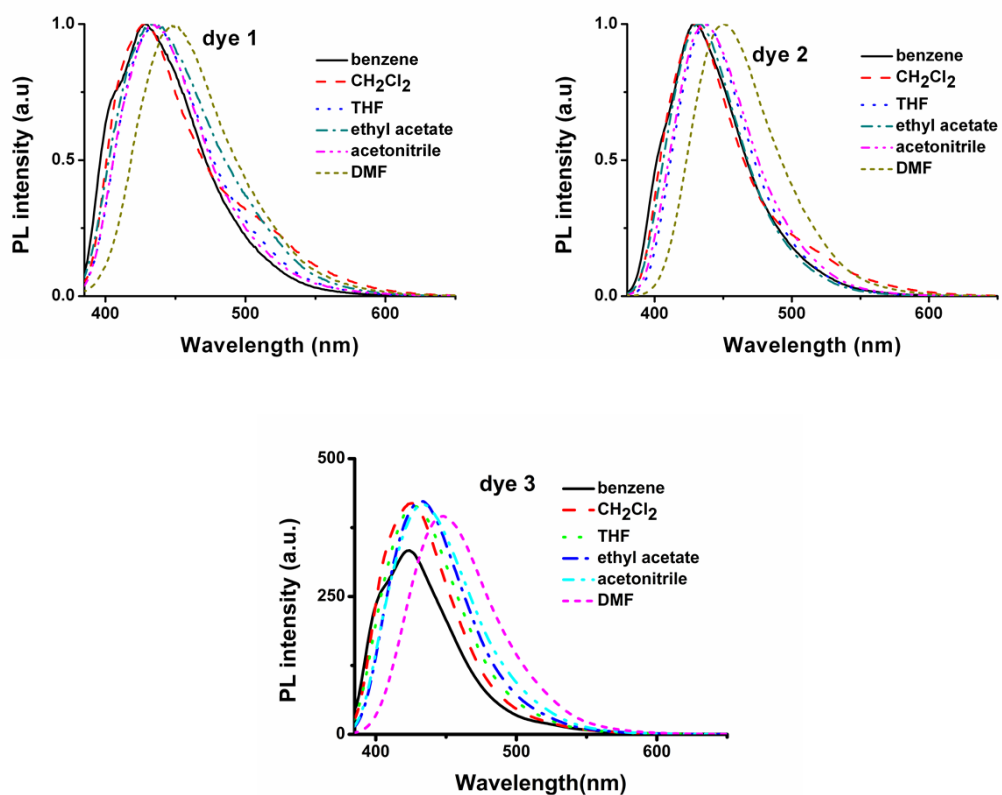 dye 1
benzene
CH₂Cl₂
THF
ethyl acetate
acetonitrile
DMF
PL intensity (a.u)
1.0
0.5
0.0
400
500
600
Wavelength (nm)
dye 2
benzene
CH₂Cl₂
THF
ethyl acetate
acetonitrile
DMF
PL intensity (a.u)
1.0
0.5
0.0
400
500
600
Wavelength (nm)
dye 3
benzene
CH₂Cl₂
THF
ethyl acetate
acetonitrile
DMF
PL intensity (a.u.)
500
250
0
400
500
600
Wavelength(nm)